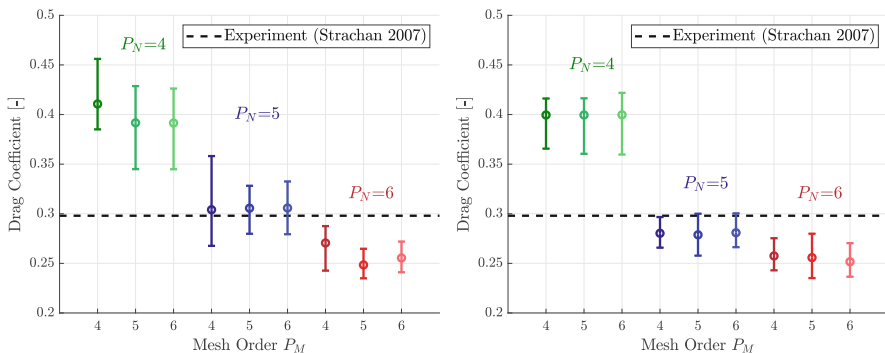 Experiment (Strachan 2007)
P_N=4
P_N=5
P_N=6
Drag Coefficient [-]
0.5
0.45
0.4
0.35
0.3
0.25
0.2
4 5 6 4 5 6 4 5 6
Mesh Order P_M
Experiment (Strachan 2007)
P_N=4
P_N=5
P_N=6
Drag Coefficient [-]
0.5
0.45
0.4
0.35
0.3
0.25
0.2
4 5 6 4 5 6 4 5 6
Mesh Order P_M